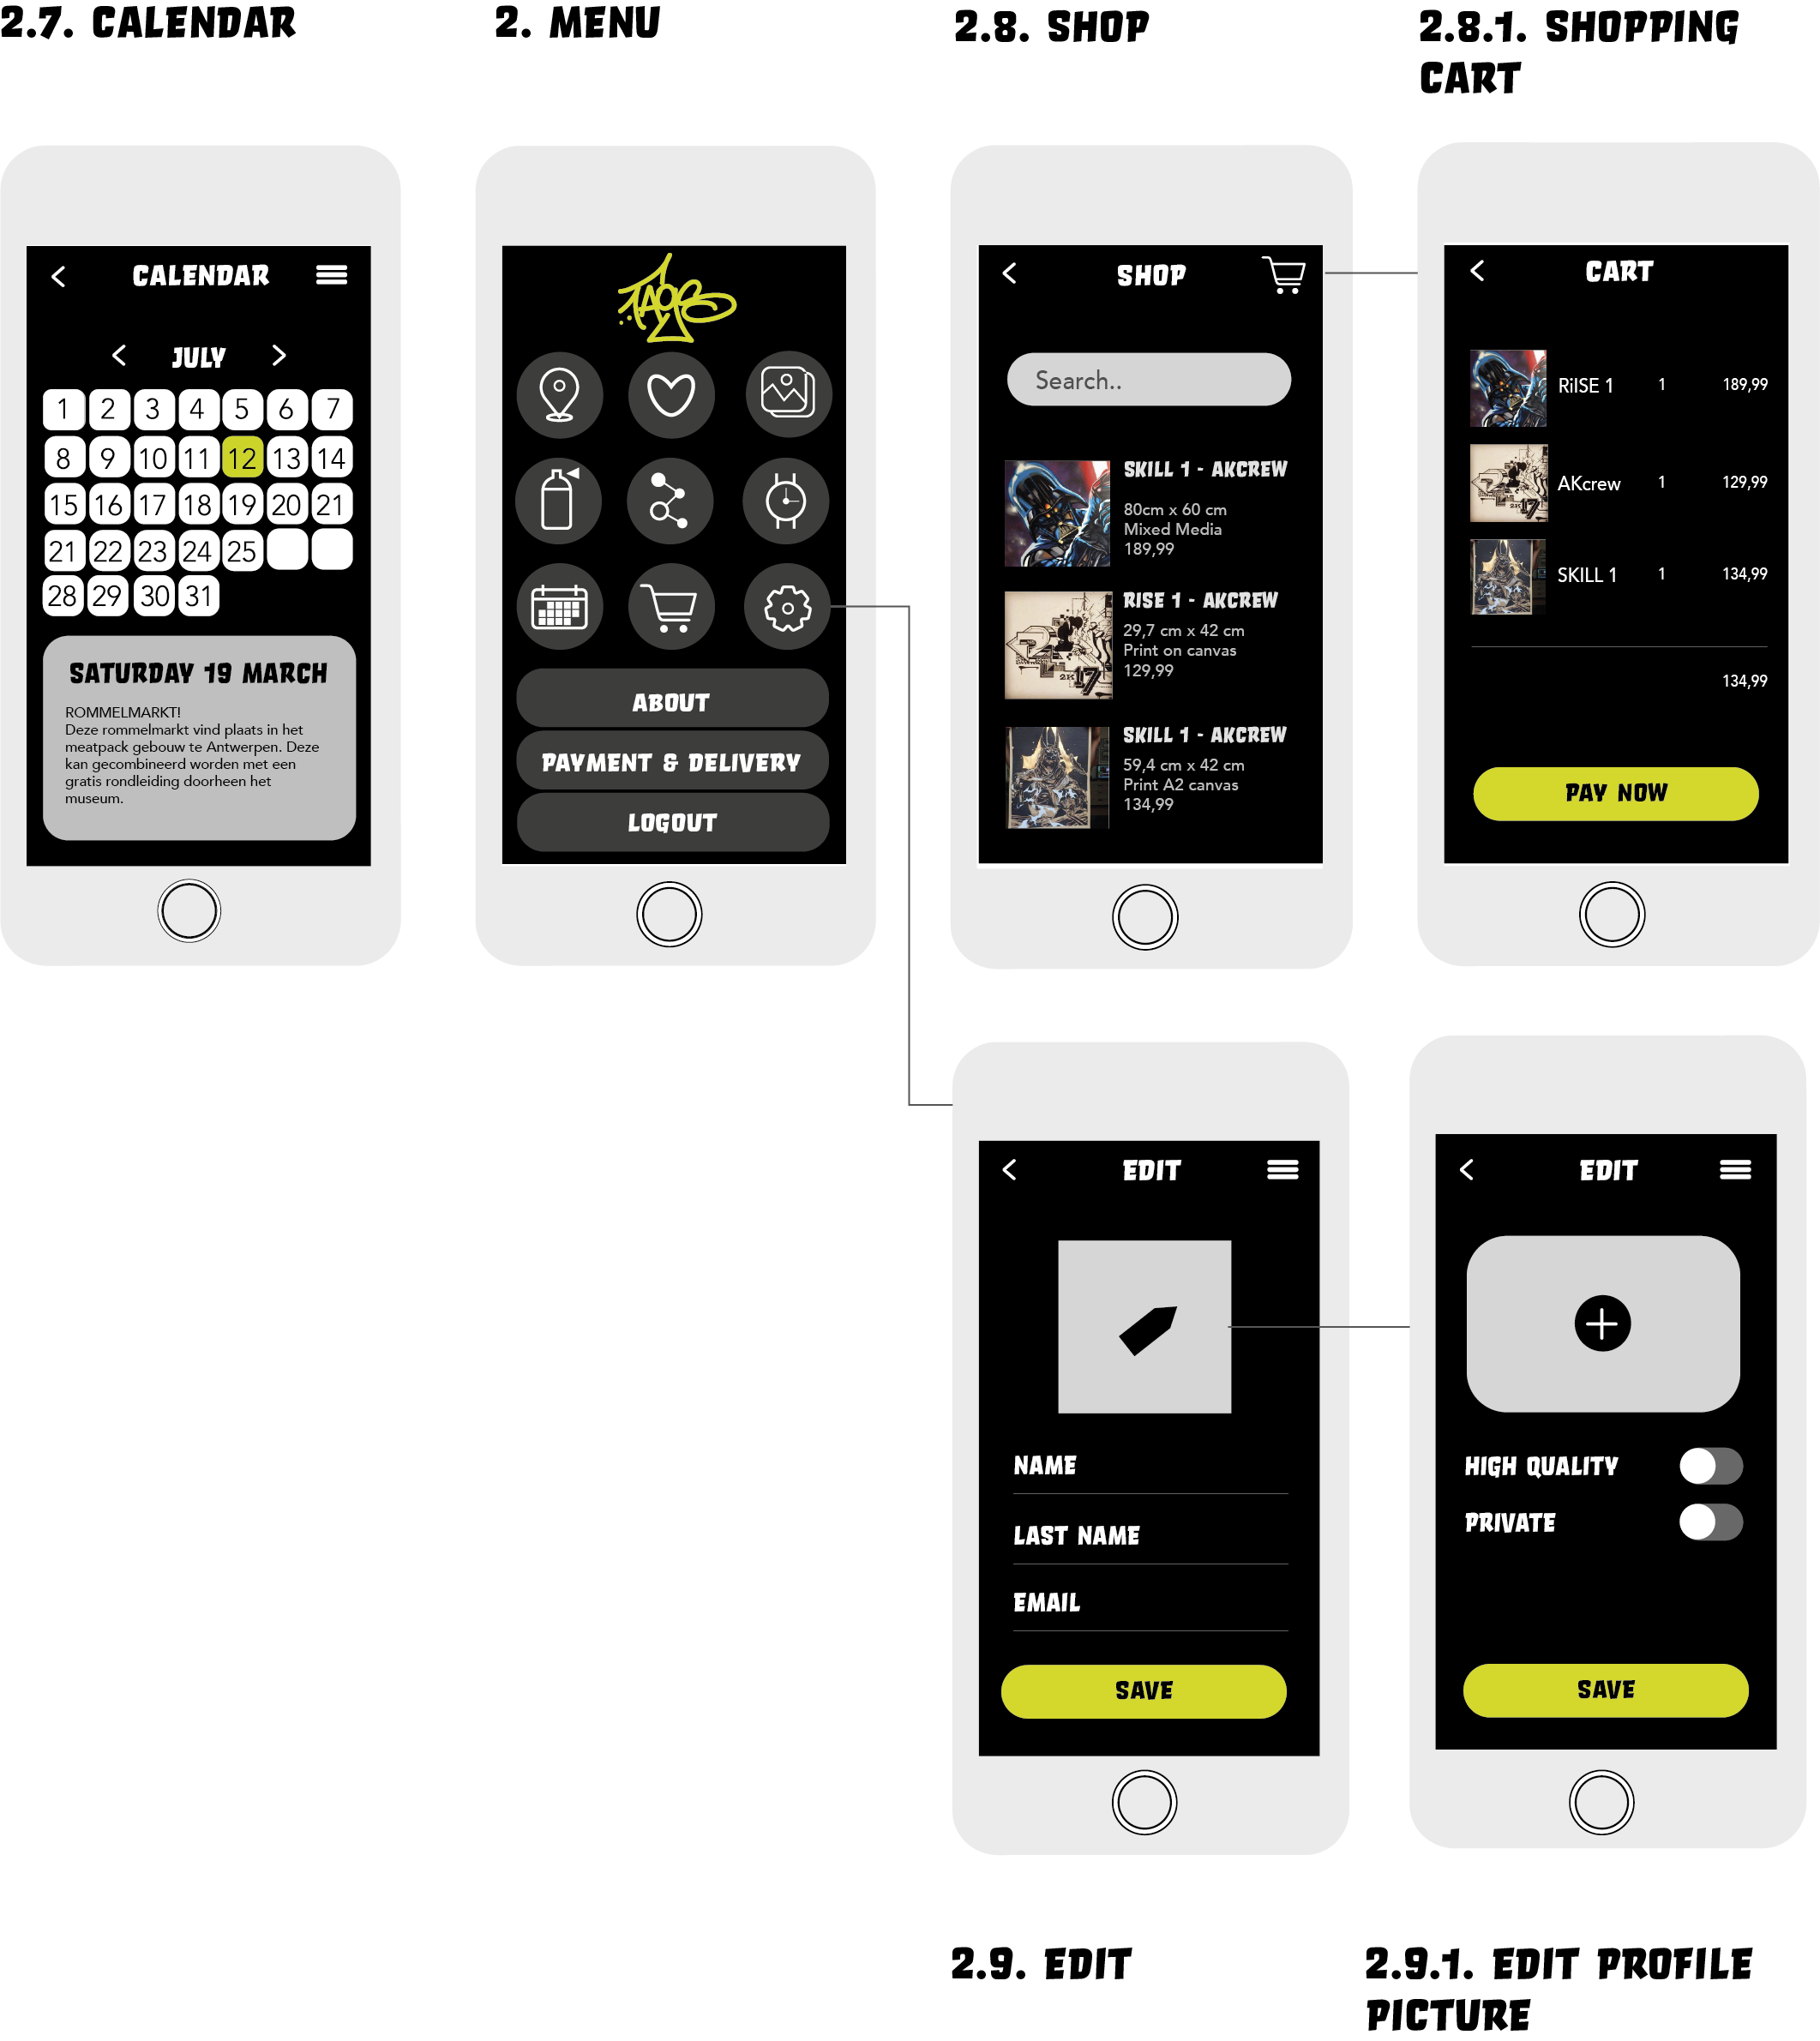 2.7. CALENDAR
2. MENU
2.8. SHOP
2.8.1. SHOPPING
CART
CALENDAR
JULY
1 2 3 4 5 6 7
8 9 10 11 12 13 14
15 16 17 18 19 20 21
21 22 23 24 25
28 29 30 31
SATURDAY 19 MARCH
ROMMELMARKT!
Deze rommelmarkt vind plaats in het
meatpack gebouw te Antwerpen. Deze
kan gecombineerd worden met een
gratis rondleiding doorheen het
museum.
TAGS
ABOUT
PAYMENT & DELIVERY
LOGOUT
SHOP
Search..
SKILL 1 - AKCREW
80cm x 60 cm
Mixed Media
189,99
RISE 1 - AKCREW
29,7 cm x 42 cm
Print on canvas
129,99
SKILL 1 - AKCREW
59,4 cm x 42 cm
Print A2 canvas
134,99
CART
RiISE 1 1 189,99
AKcrew 1 129,99
SKILL 1 1 134,99
134,99
PAY NOW
EDIT
NAME
LAST NAME
EMAIL
SAVE
EDIT
HIGH QUALITY
PRIVATE
SAVE
2.9. EDIT
2.9.1. EDIT PROFILE
PICTURE